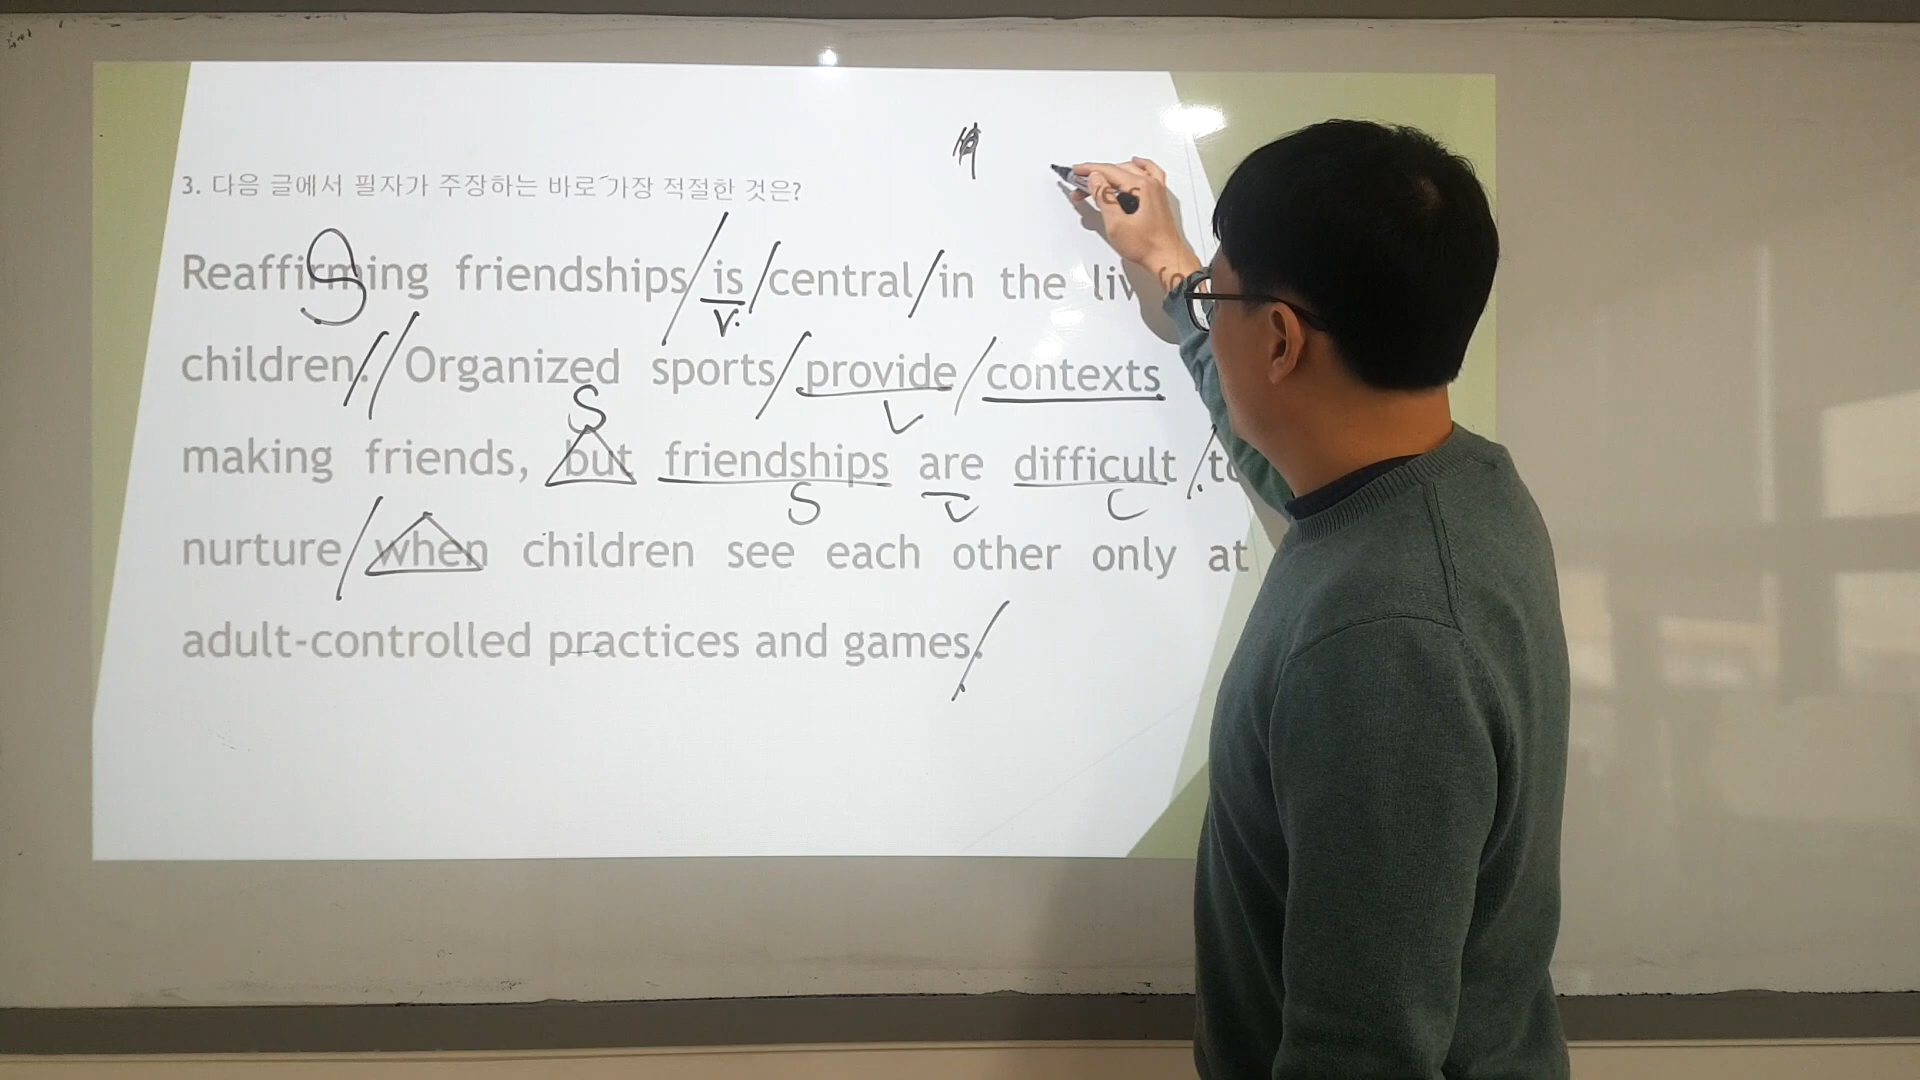 3. 다음 글에서 필자가 주장하는 바로 가장 적절한 것은?
S
Reaffirming friendships / is / central / in the
V.
children. // Organized sports / provide / contexts
S V
making friends, but friendships are difficult /
S V C
nurture / when children see each other only at
adult-controlled practices and games. /